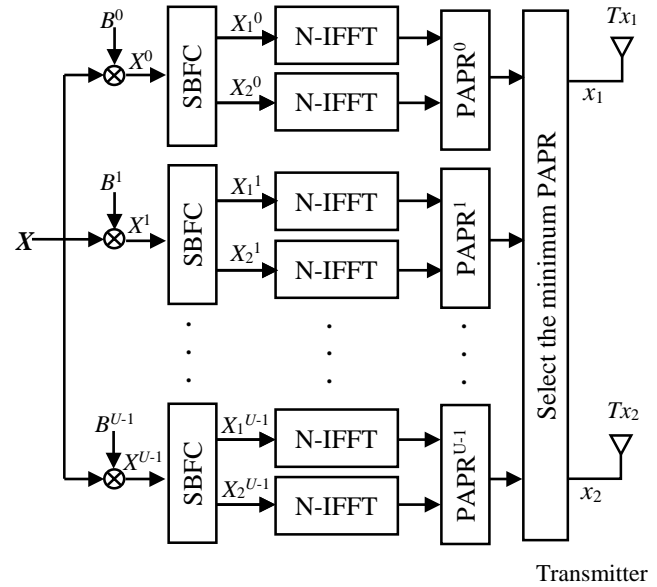 B⁰
X⁰
SBFC
X₁⁰
X₂⁰
N-IFFT
N-IFFT
PAPR⁰
Tx₁
x₁
X
B¹
X¹
SBFC
X₁¹
X₂¹
N-IFFT
N-IFFT
PAPR¹
Select the minimum PAPR
B^{U-1}
X^{U-1}
SBFC
X₁^{U-1}
X₂^{U-1}
N-IFFT
N-IFFT
PAPR^{U-1}
Tx₂
x₂
Transmitter